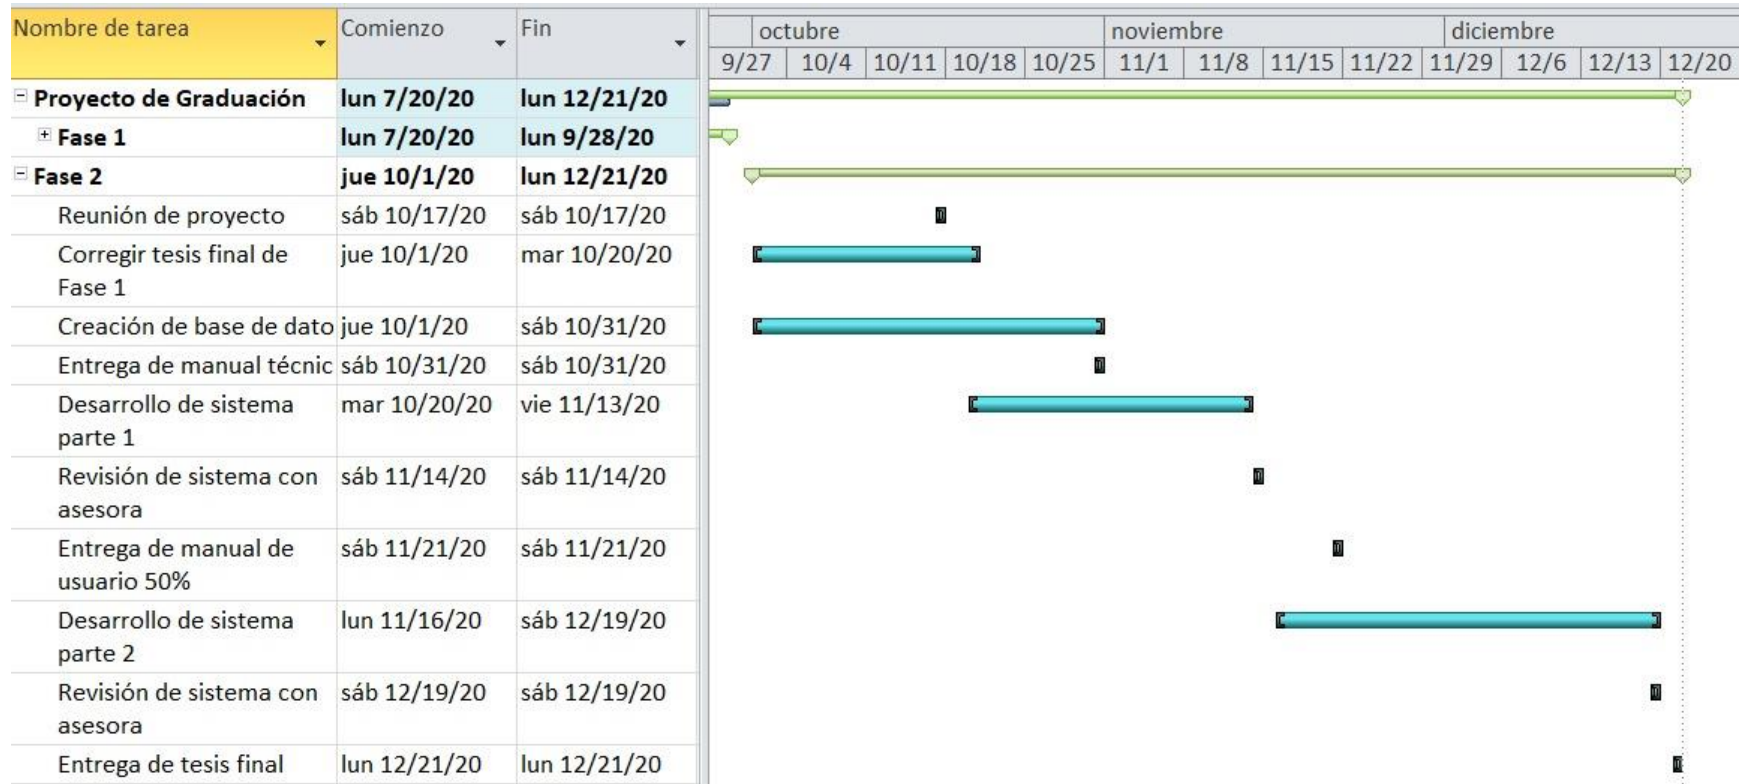 Nombre de tarea Comienzo Fin
octubre noviembre diciembre
9/27 10/4 10/11 10/18 10/25 11/1 11/8 11/15 11/22 11/29 12/6 12/13 12/20
Proyecto de Graduación lun 7/20/20 lun 12/21/20
Fase 1 lun 7/20/20 lun 9/28/20
Fase 2 jue 10/1/20 lun 12/21/20
Reunión de proyecto sáb 10/17/20 sáb 10/17/20
Corregir tesis final de jue 10/1/20 mar 10/20/20
Fase 1
Creación de base de dato jue 10/1/20 sáb 10/31/20
Entrega de manual técnic sáb 10/31/20 sáb 10/31/20
Desarrollo de sistema mar 10/20/20 vie 11/13/20
parte 1
Revisión de sistema con sáb 11/14/20 sáb 11/14/20
asesora
Entrega de manual de sáb 11/21/20 sáb 11/21/20
usuario 50%
Desarrollo de sistema lun 11/16/20 sáb 12/19/20
parte 2
Revisión de sistema con sáb 12/19/20 sáb 12/19/20
asesora
Entrega de tesis final lun 12/21/20 lun 12/21/20